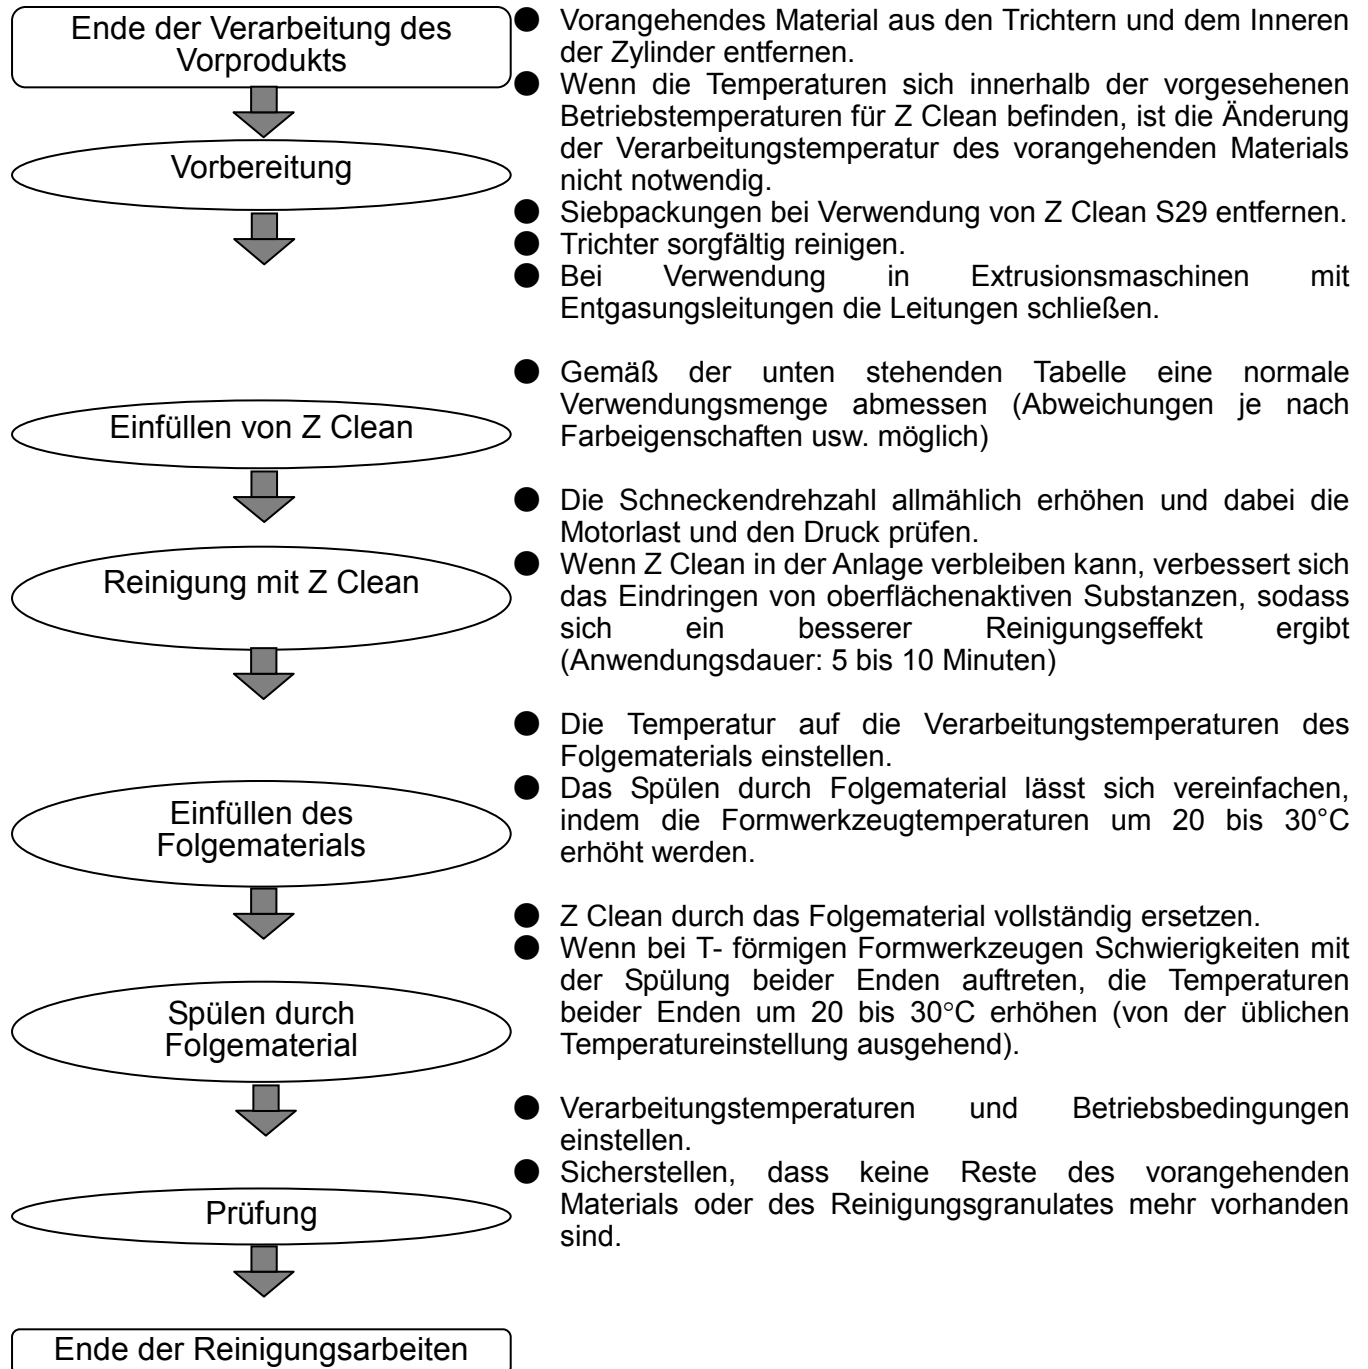 Ende der Verarbeitung des
Vorprodukts
● Vorangehendes Material aus den Trichtern und dem Inneren
der Zylinder entfernen.
● Wenn die Temperaturen sich innerhalb der vorgesehenen
Betriebstemperaturen für Z Clean befinden, ist die Änderung
der Verarbeitungstemperatur des vorangehenden Materials
nicht notwendig.
Vorbereitung
● Siebpackungen bei Verwendung von Z Clean S29 entfernen.
● Trichter sorgfältig reinigen.
● Bei Verwendung in Extrusionsmaschinen mit
Entgasungsleitungen die Leitungen schließen.
Einfüllen von Z Clean
● Gemäß der unten stehenden Tabelle eine normale
Verwendungsmenge abmessen (Abweichungen je nach
Farbeigenschaften usw. möglich)
Reinigung mit Z Clean
● Die Schneckendrehzahl allmählich erhöhen und dabei die
Motorlast und den Druck prüfen.
● Wenn Z Clean in der Anlage verbleiben kann, verbessert sich
das Eindringen von oberflächenaktiven Substanzen, sodass
sich ein besserer Reinigungseffekt ergibt
(Anwendungsdauer: 5 bis 10 Minuten)
Einfüllen des
Folgematerials
● Die Temperatur auf die Verarbeitungstemperaturen des
Folgematerials einstellen.
● Das Spülen durch Folgematerial lässt sich vereinfachen,
indem die Formwerkzeugtemperaturen um 20 bis 30°C
erhöht werden.
Spülen durch
Folgematerial
● Z Clean durch das Folgematerial vollständig ersetzen.
● Wenn bei T- förmigen Formwerkzeugen Schwierigkeiten mit
der Spülung beider Enden auftreten, die Temperaturen
beider Enden um 20 bis 30°C erhöhen (von der üblichen
Temperatureinstellung ausgehend).
Prüfung
● Verarbeitungstemperaturen und Betriebsbedingungen
einstellen.
● Sicherstellen, dass keine Reste des vorangehenden
Materials oder des Reinigungsgranulates mehr vorhanden
sind.
Ende der Reinigungsarbeiten